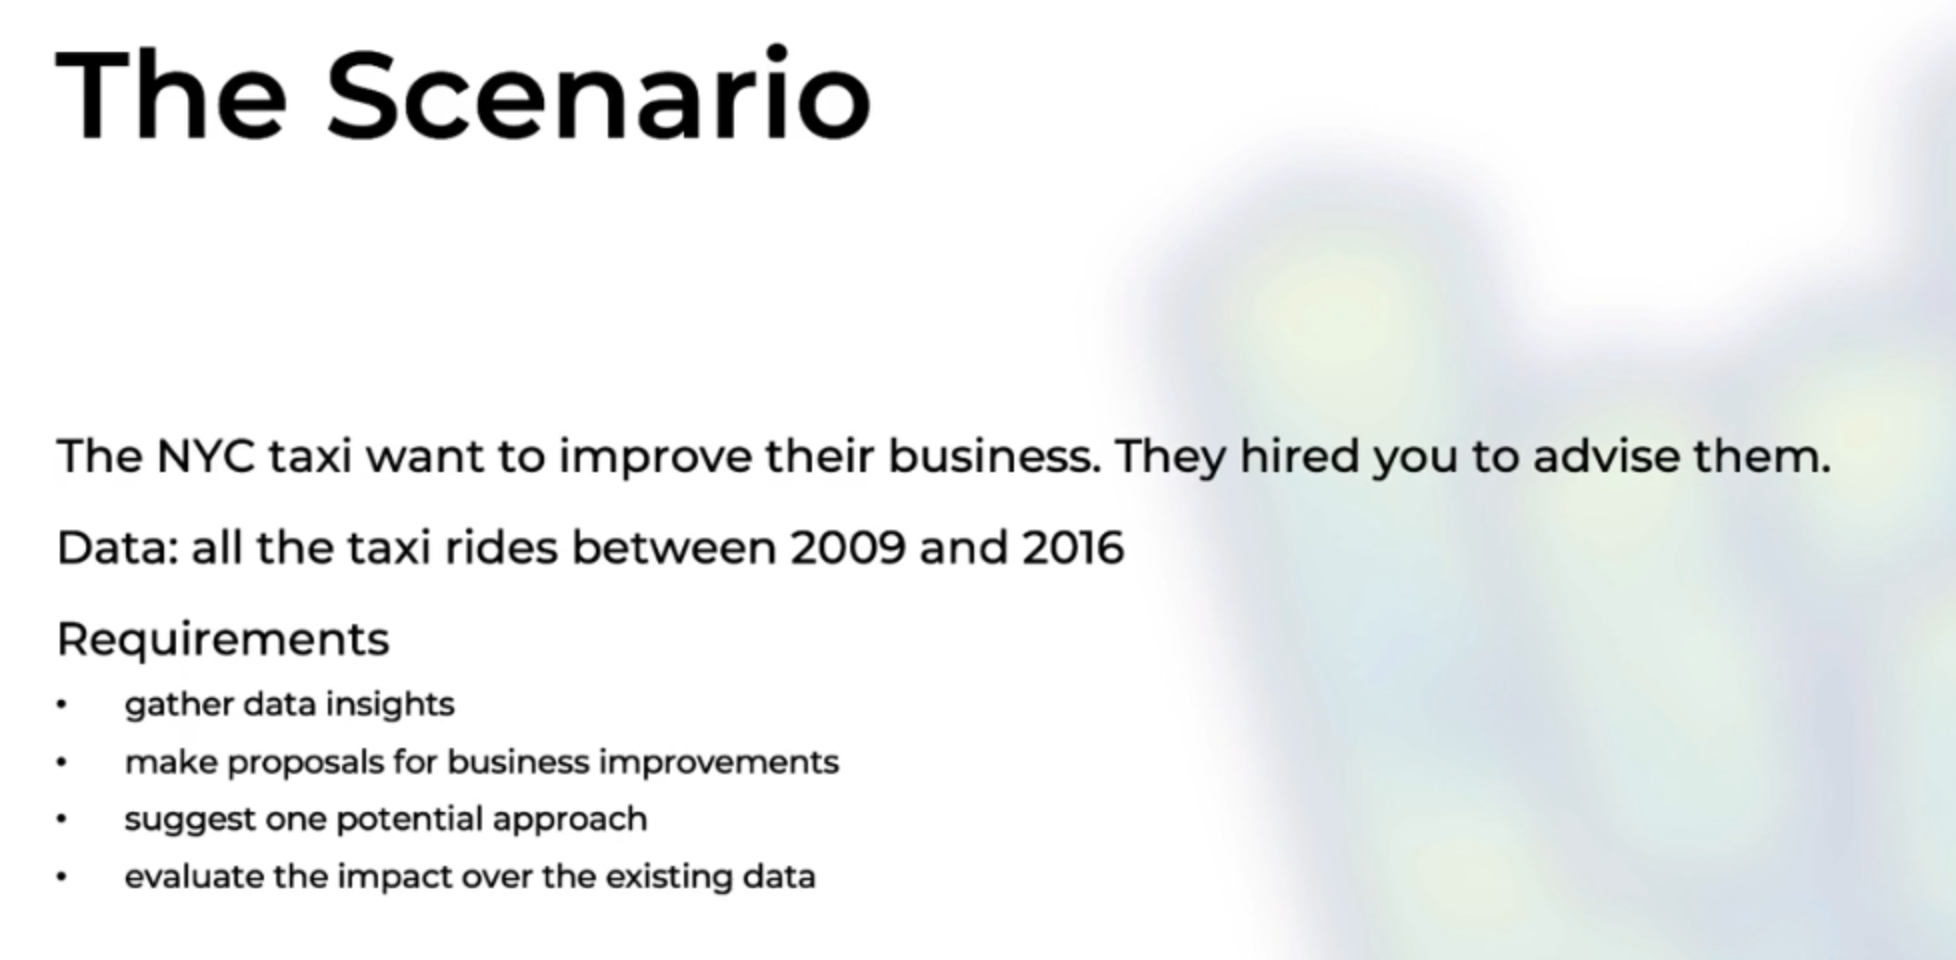 The Scenario
The NYC taxi want to improve their business. They hired you to advise them.
Data: all the taxi rides between 2009 and 2016
Requirements
• gather data insights
• make proposals for business improvements
• suggest one potential approach
• evaluate the impact over the existing data